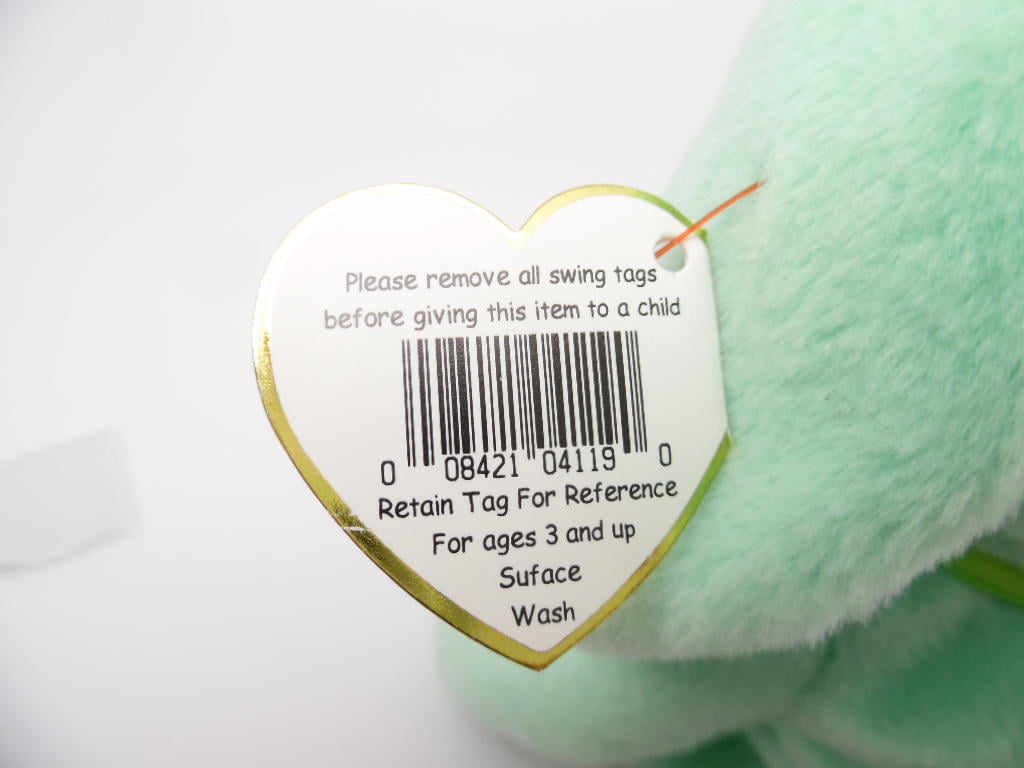 Please remove all swing tags
before giving this item to a child
0 08421 04119 0
Retain Tag For Reference
For ages 3 and up
Suface
Wash